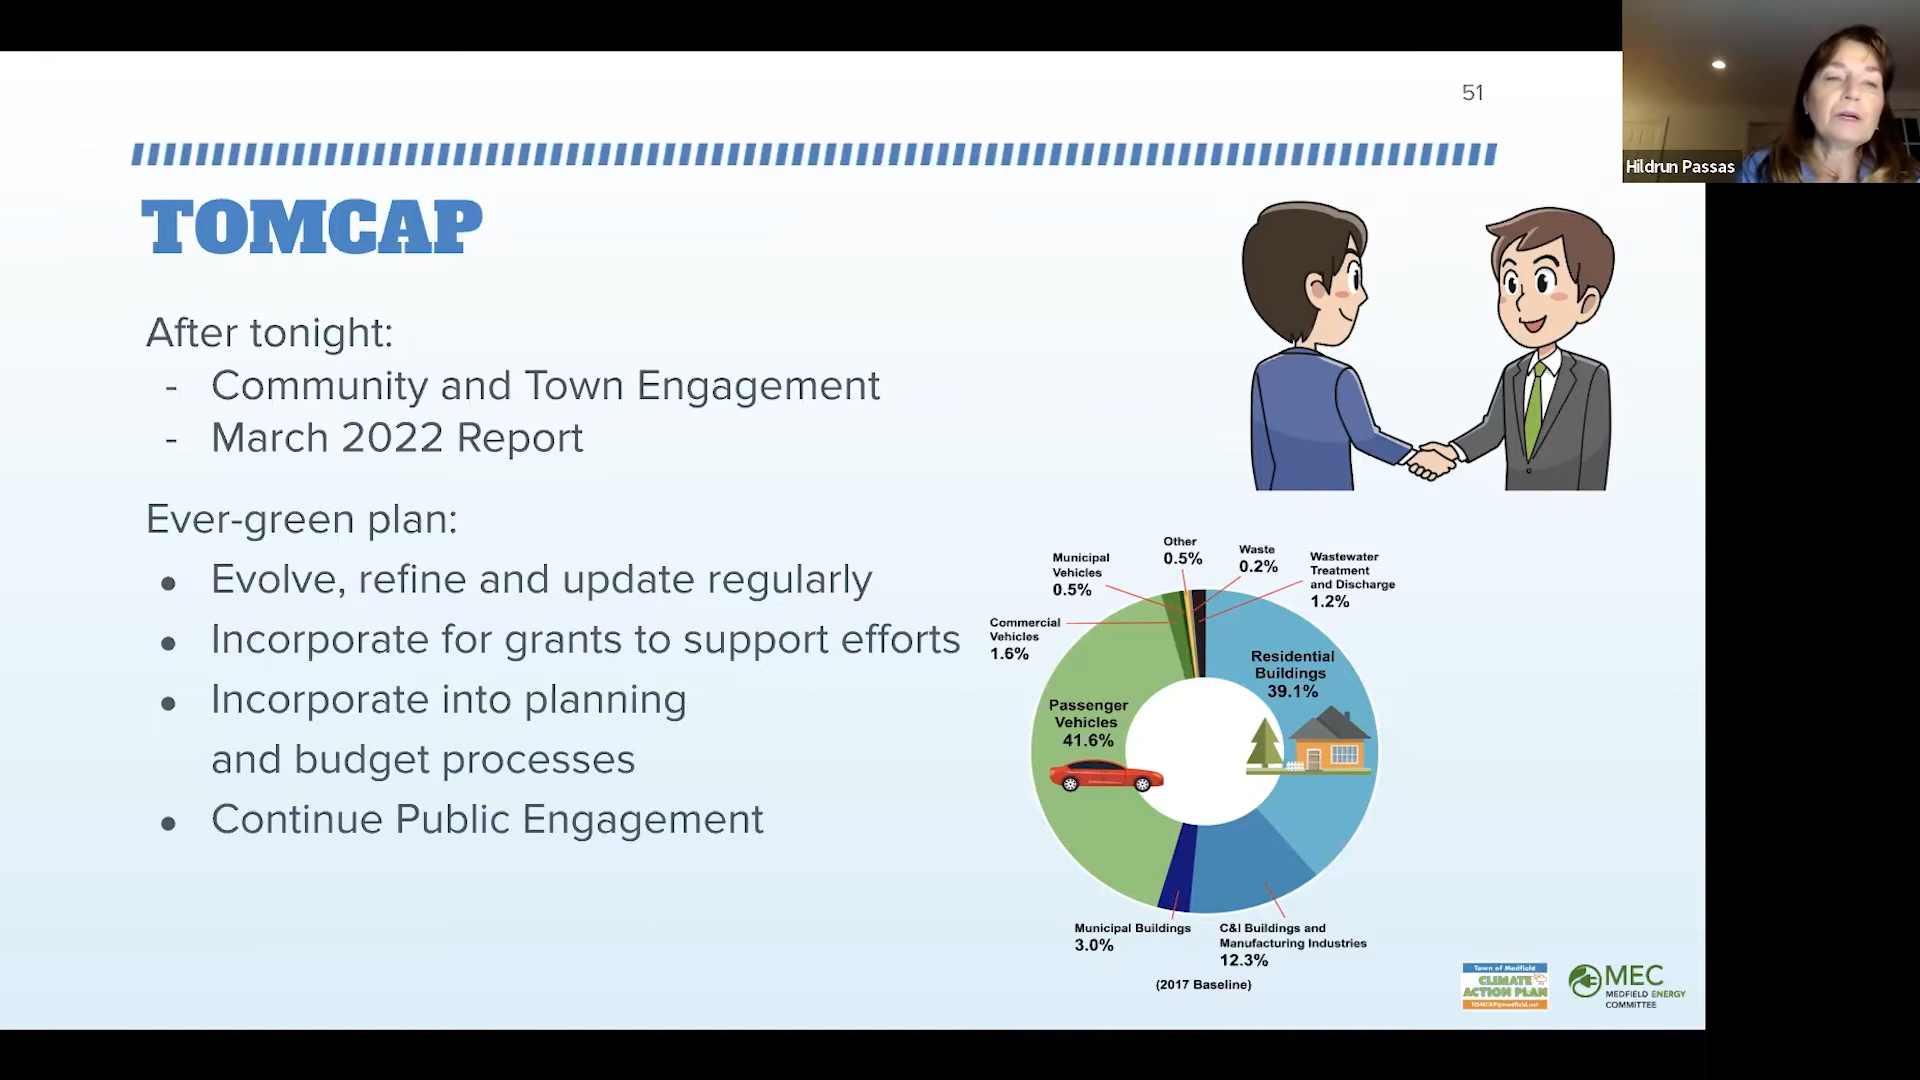 51
Hildrun Passas
TOMCAP
After tonight:
- Community and Town Engagement
- March 2022 Report
Ever-green plan:
● Evolve, refine and update regularly
● Incorporate for grants to support efforts
● Incorporate into planning
and budget processes
● Continue Public Engagement
Other
0.5%
Waste
0.2%
Municipal
Vehicles
0.5%
Wastewater
Treatment
and Discharge
1.2%
Commercial
Vehicles
1.6%
Residential
Buildings
39.1%
Passenger
Vehicles
41.6%
Municipal Buildings
3.0%
C&I Buildings and
Manufacturing Industries
12.3%
(2017 Baseline)
Town of Medfield
CLIMATE
ACTION PLAN
TOMCAP@medfield.net
MEC
MEDFIELD ENERGY
COMMITTEE